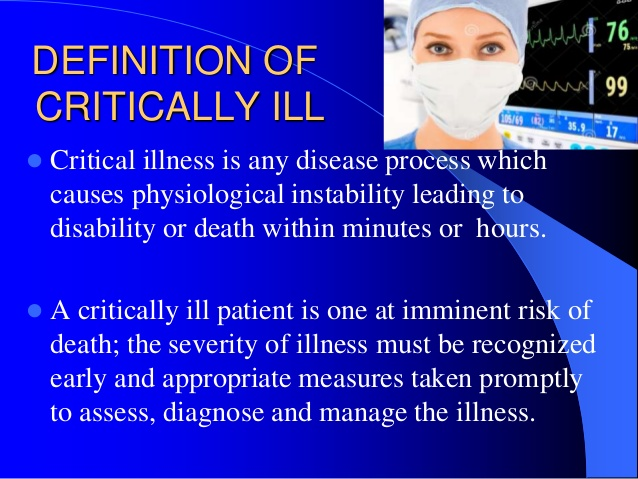 DEFINITION OF
CRITICALLY ILL
Critical illness is any disease process which
causes physiological instability leading to
disability or death within minutes or hours.
A critically ill patient is one at imminent risk of
death; the severity of illness must be recognized
early and appropriate measures taken promptly
to assess, diagnose and manage the illness.
76
75
99
105/69 (82) 35.9 17